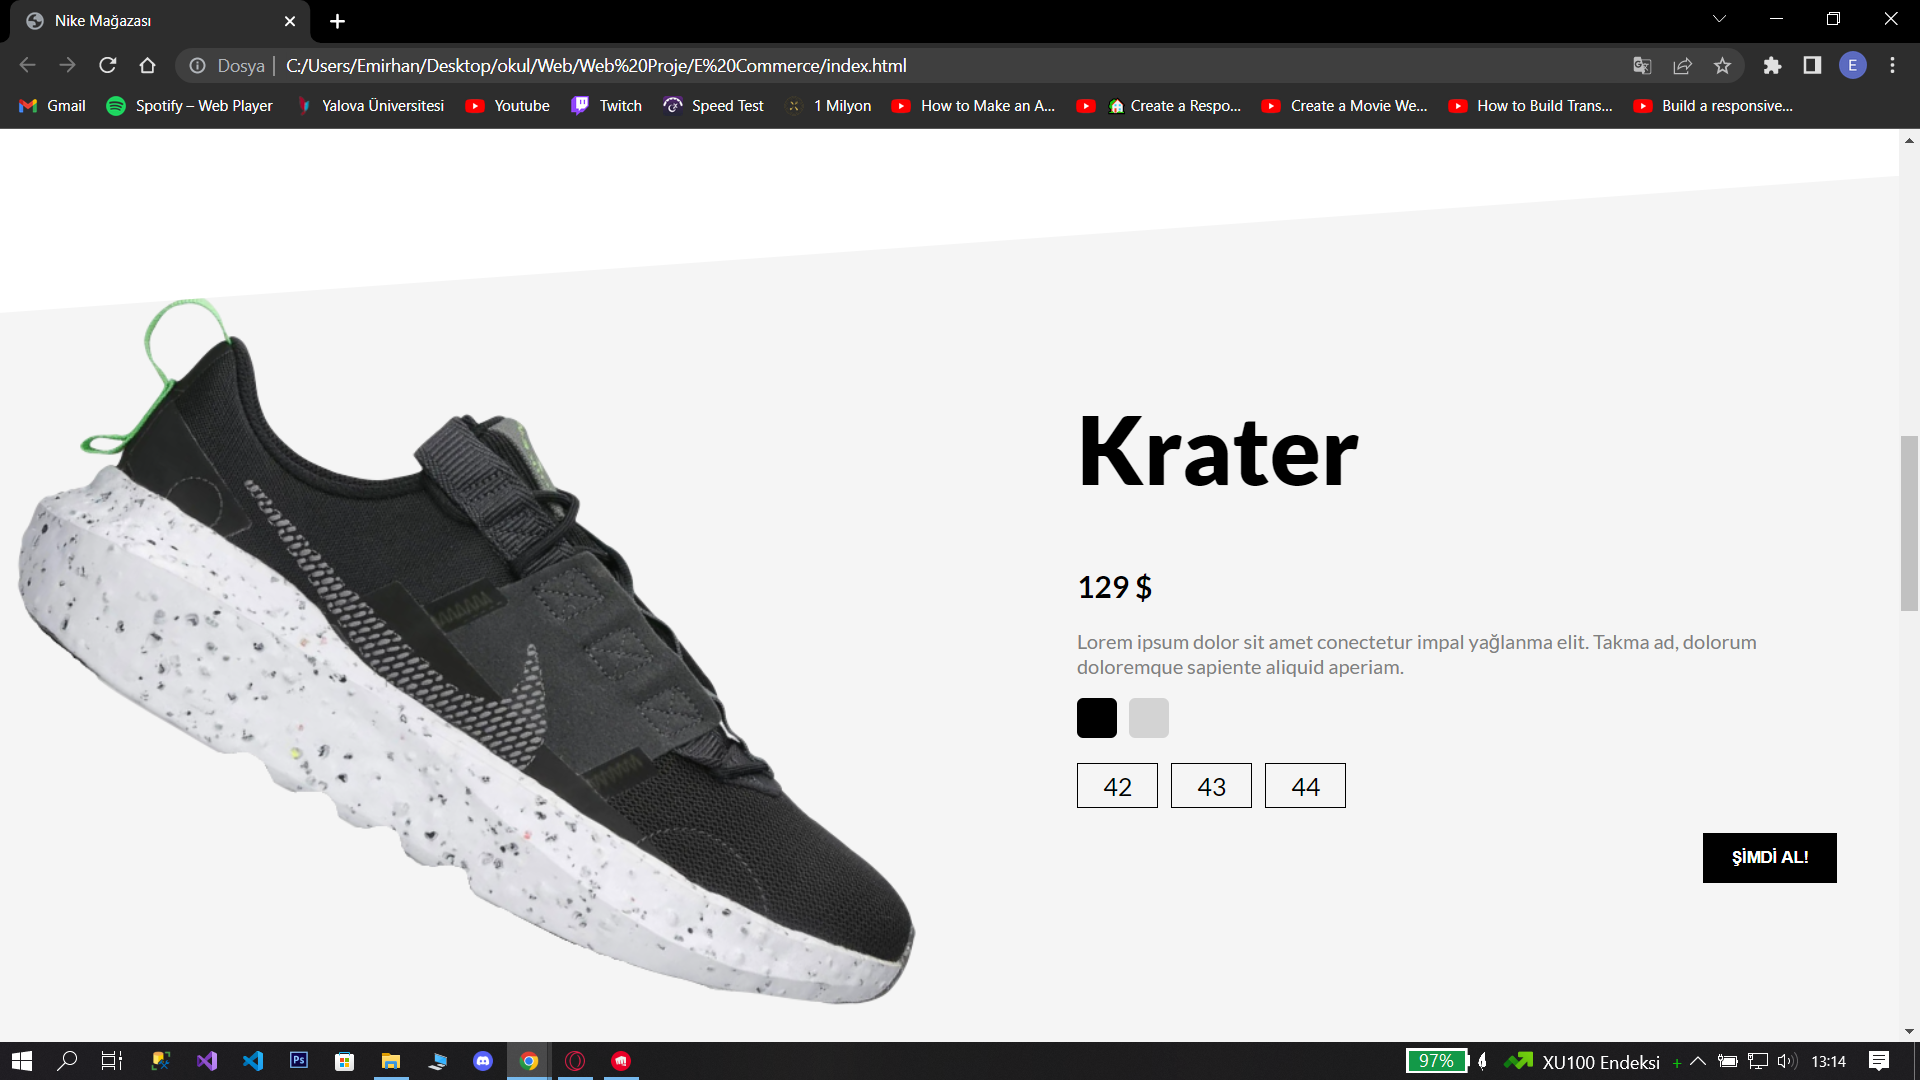 Nike Mağazası
Dosya | C:/Users/Emirhan/Desktop/okul/Web/Web%20Proje/E%20Commerce/index.html
E
Gmail Spotify – Web Player Yalova Üniversitesi Youtube Twitch Speed Test 1 Milyon How to Make an A... Create a Respo... Create a Movie We... How to Build Trans... Build a responsive...
Krater
129 $
Lorem ipsum dolor sit amet conectetur impal yağlanma elit. Takma ad, dolorum
doloremque sapiente aliquid aperiam.
42 43 44
ŞİMDİ AL!
Ps
97% XU100 Endeksi + 13:14